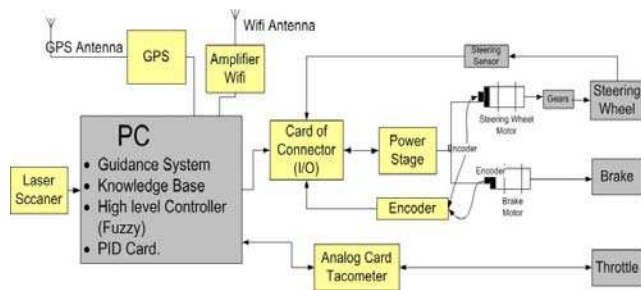 Wifi Antenna
GPS Antenna
GPS
Amplifier
Wifi
Steering
Sensor
PC
• Guidance System
• Knowledge Base
• High level Controller
(Fuzzy)
• PID Card.
Laser
Sccaner
Card of
Connector
(I/O)
Power
Stage
Encoder
Steering Wheel
Motor
Gears
Steering
Wheel
Encoder
Encoder
Brake
Motor
Brake
Analog Card
Tacometer
Throttle